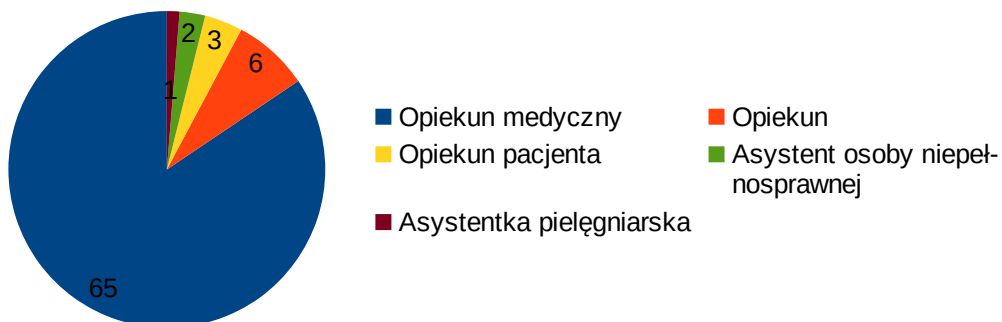 2
3
6
1
65
Opiekun medyczny
Opiekun
Opiekun pacjenta
Asystent osoby niepeł-
nosprawnej
Asystentka pielęgniarska